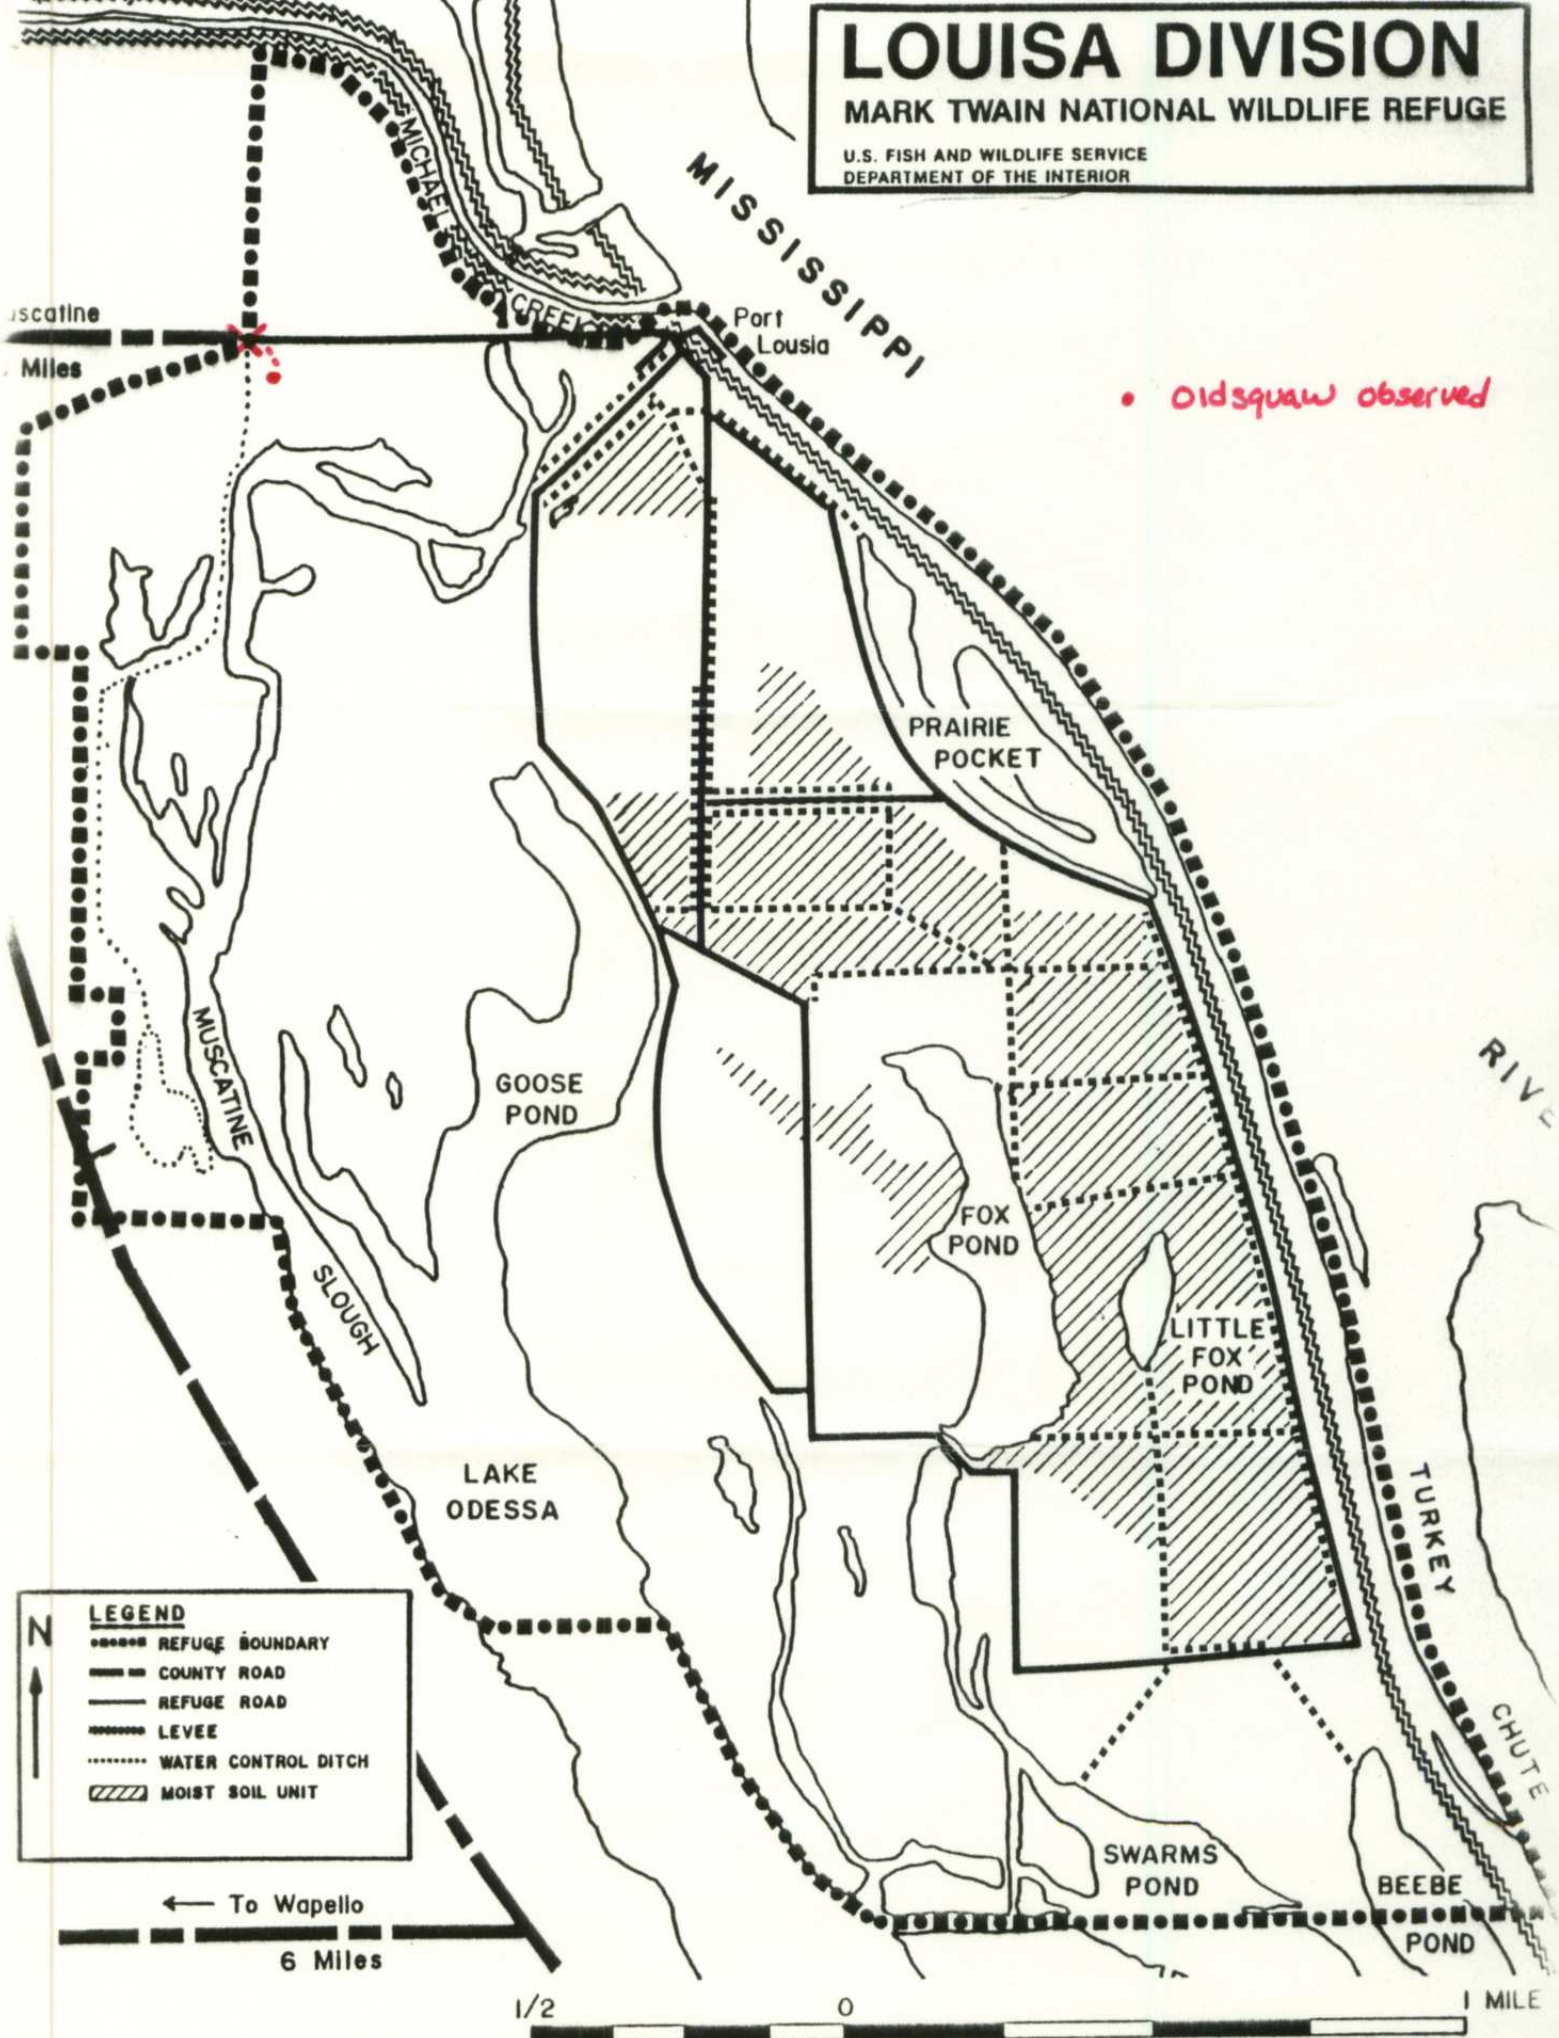 LOUISA DIVISION
MARK TWAIN NATIONAL WILDLIFE REFUGE
U.S. FISH AND WILDLIFE SERVICE
DEPARTMENT OF THE INTERIOR
MISSISSIPPI
MICHAEL
CREEK
scatine
Miles
Port
Lousia
• Oldsquaw observed
PRAIRIE
POCKET
MUSCATINE
GOOSE
POND
RIVE
FOX
POND
SLOUGH
LITTLE
FOX
POND
LAKE
ODESSA
TURKEY
CHUTE
N
LEGEND
REFUGE BOUNDARY
COUNTY ROAD
REFUGE ROAD
LEVEE
WATER CONTROL DITCH
MOIST SOIL UNIT
SWARMS
POND
BEEBE
POND
← To Wapello
6 Miles
1/2 0 1 MILE